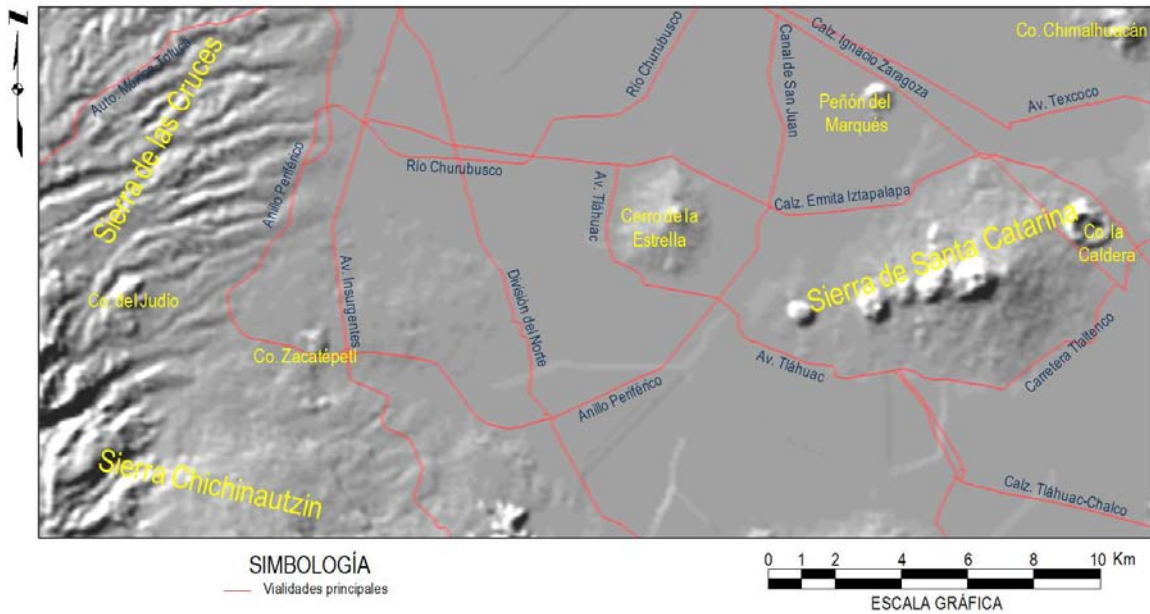 Z
Auto. México Toluca
Sierra de las Cruces
Anillo Periférico
Río Churubusco
Canal de San Juan
Calz. Ignacio Zaragoza
Co. Chimalhuacán
Av. Texcoco
Peñón del
Marques
Río Churubusco
Av. Tláhuac
Cerro de la
Estrella
Calz. Ermita Iztapalapa
Sierra de Santa Catarina
Co. la
Caldera
Co. del Judío
Av. Insurgentes
División del Norte
Co. Zacatépetl
Anillo Periférico
Av. Tláhuac
Carretera Tlaltenco
Sierra Chichinautzin
Calz. Tláhuac-Chalco
SIMBOLOGÍA
Vialidades principales
0 1 2 4 6 8 10 Km
ESCALA GRÁFICA